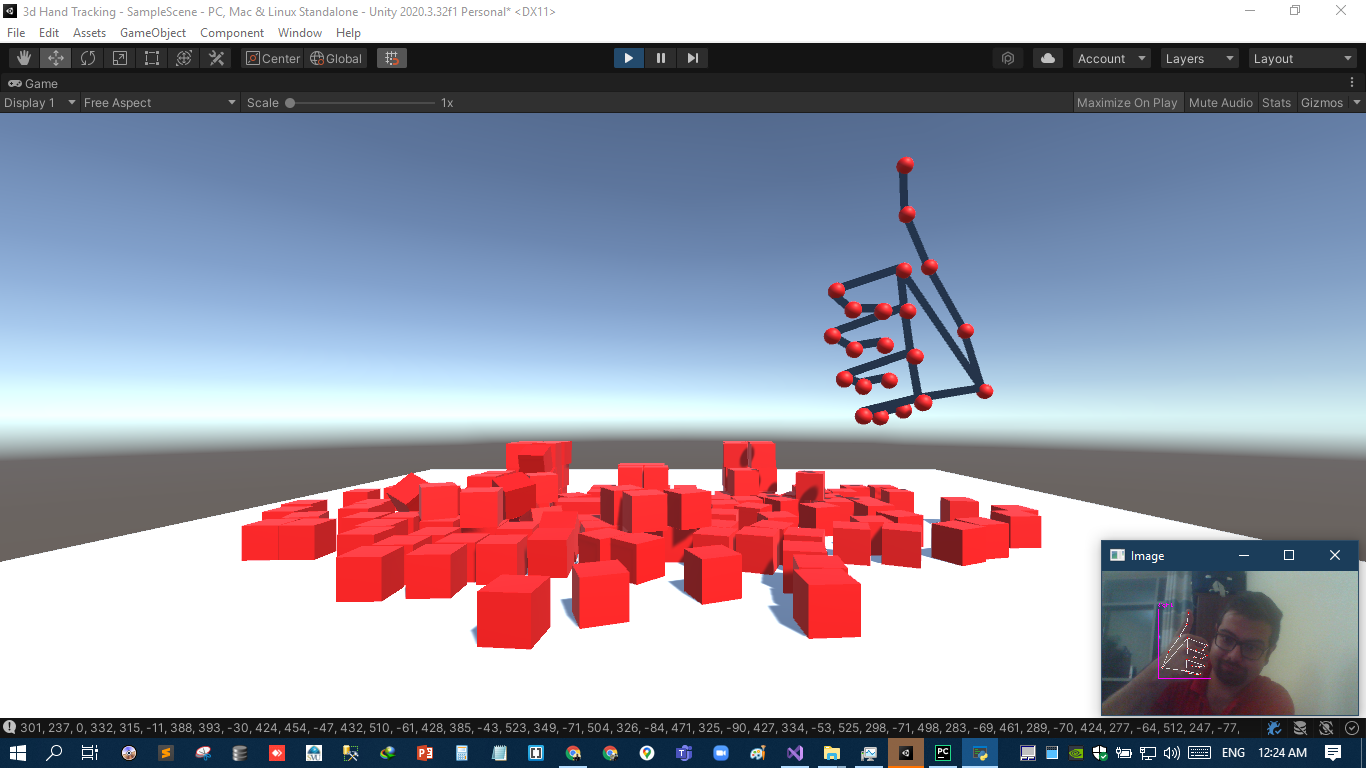 3d Hand Tracking - SampleScene - PC, Mac & Linux Standalone - Unity 2020.3.32f1 Personal* <DX11>
File Edit Assets GameObject Component Window Help
Center Global Account Layers Layout
Game
Display 1 Free Aspect Scale 1x Maximize On Play Mute Audio Stats Gizmos
Image
301, 237, 0, 332, 315, -11, 388, 393, -30, 424, 454, -47, 432, 510, -61, 428, 385, -43, 523, 349, -71, 504, 326, -84, 471, 325, -90, 427, 334, -53, 525, 298, -71, 498, 283, -69, 461, 289, -70, 424, 277, -64, 512, 247, -77,
ENG 12:24 AM